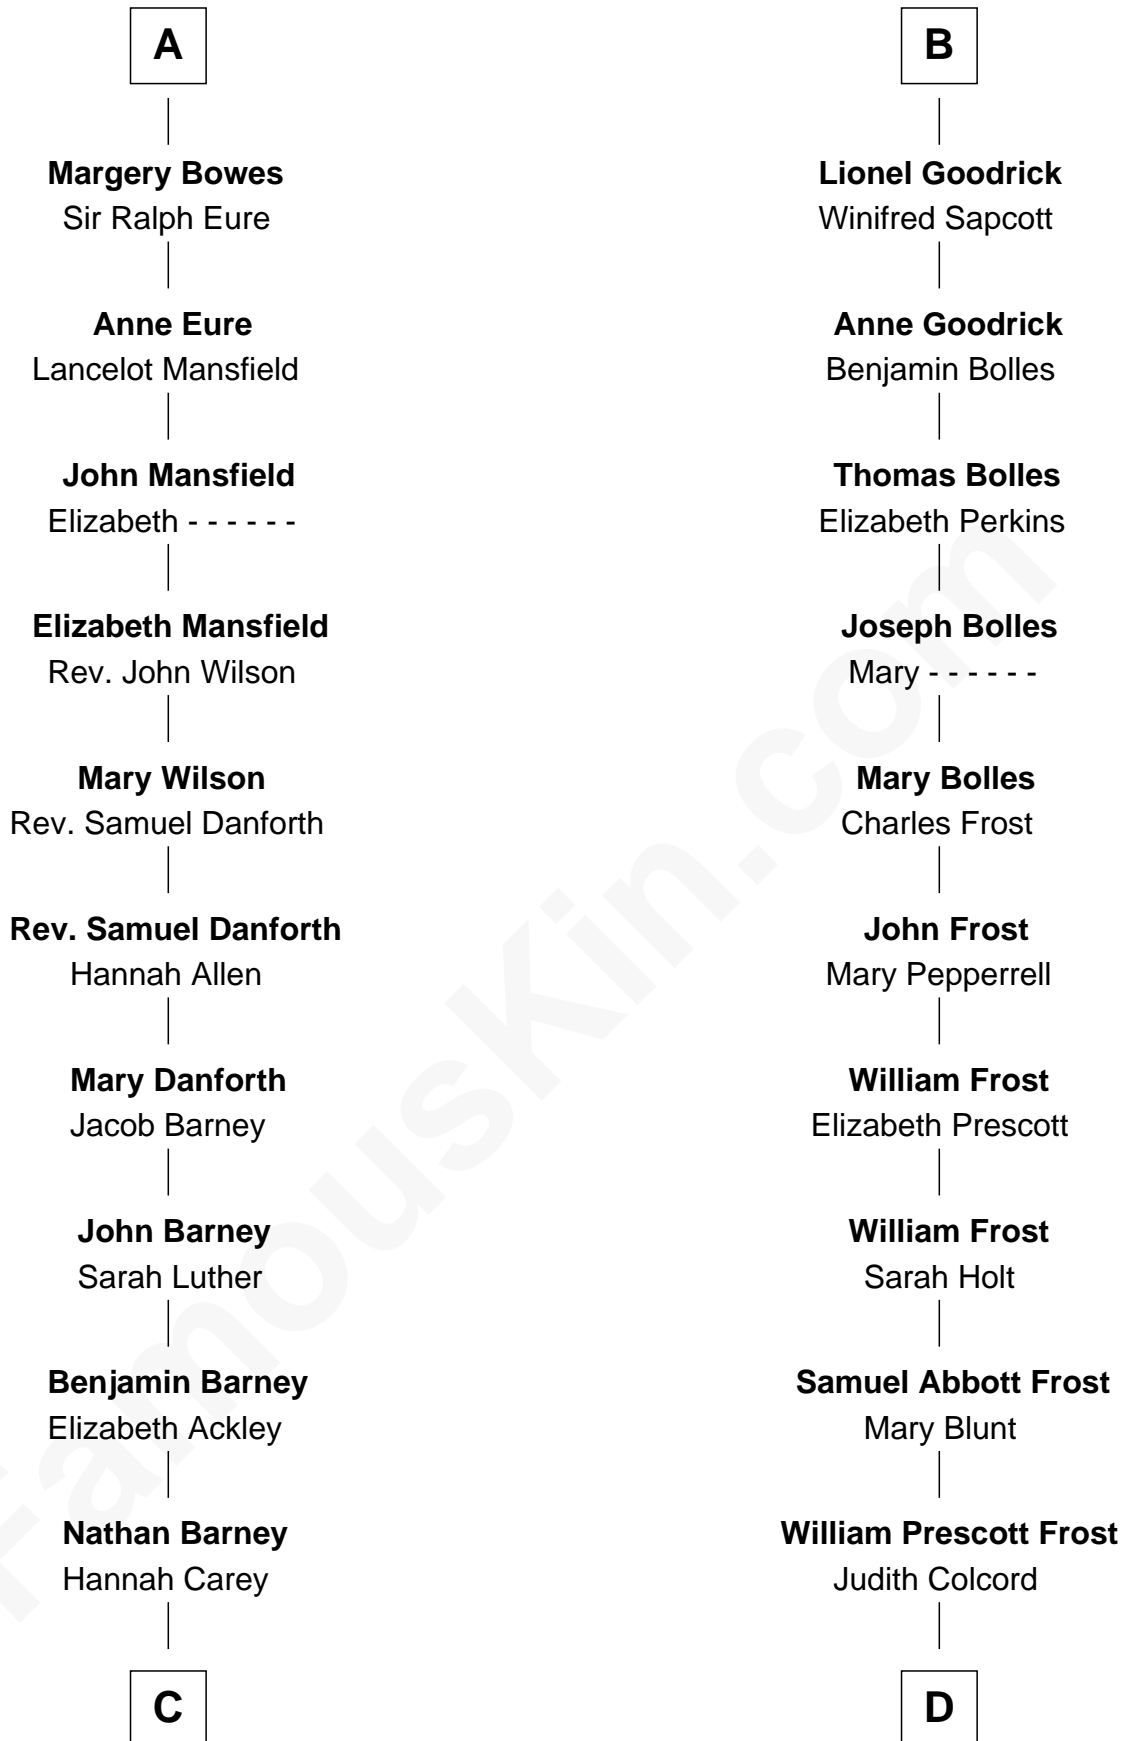 A
Margery Bowes
Sir Ralph Eure
Anne Eure
Lancelot Mansfield
John Mansfield
Elizabeth - - - - - -
Elizabeth Mansfield
Rev. John Wilson
Mary Wilson
Rev. Samuel Danforth
Rev. Samuel Danforth
Hannah Allen
Mary Danforth
Jacob Barney
John Barney
Sarah Luther
Benjamin Barney
Elizabeth Ackley
Nathan Barney
Hannah Carey
C
B
Lionel Goodrick
Winifred Sapcott
Anne Goodrick
Benjamin Bolles
Thomas Bolles
Elizabeth Perkins
Joseph Bolles
Mary - - - - - -
Mary Bolles
Charles Frost
John Frost
Mary Pepperrell
William Frost
Elizabeth Prescott
William Frost
Sarah Holt
Samuel Abbott Frost
Mary Blunt
William Prescott Frost
Judith Colcord
D
FamousKin.com